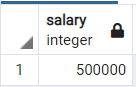 salary
integer
1 500000